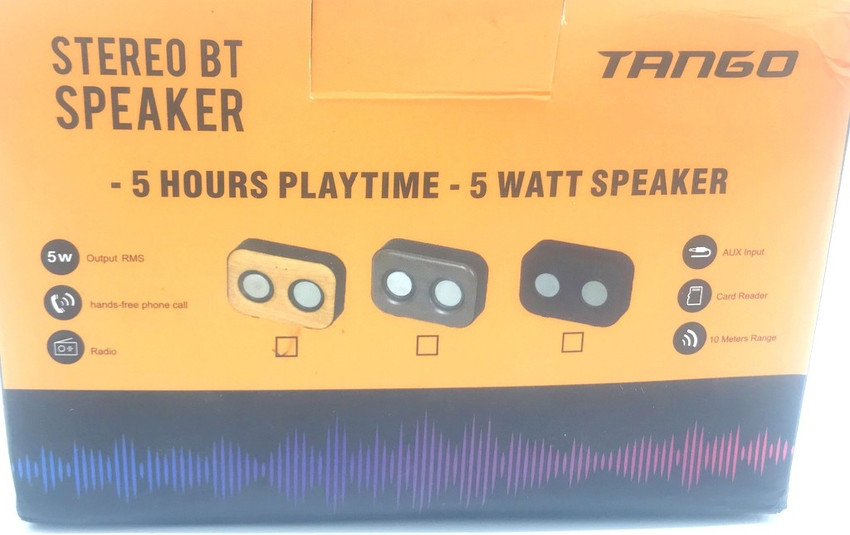 STEREO BT
SPEAKER
TANGO
- 5 HOURS PLAYTIME - 5 WATT SPEAKER
5w
Output RMS
hands-free phone call
Radio
AUX Input
Card Reader
10 Meters Range